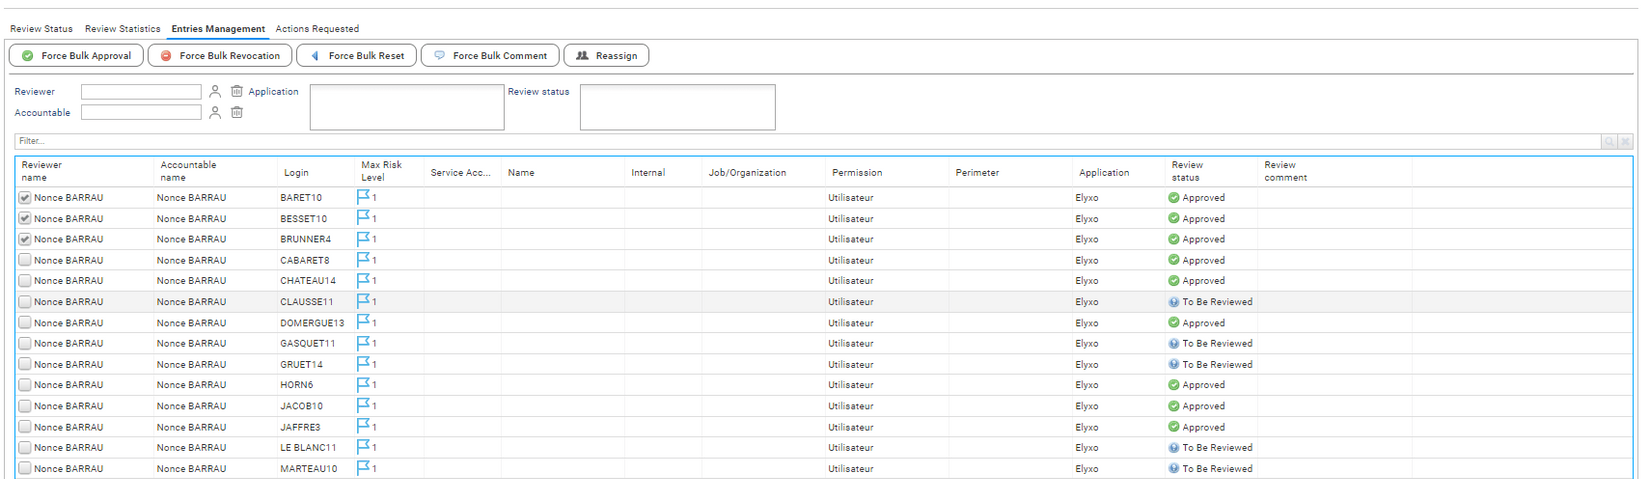 Review Status Review Statistics Entries Management Actions Requested
Force Bulk Approval Force Bulk Revocation Force Bulk Reset Force Bulk Comment Reassign
Reviewer Application Review status
Accountable
Filter...
Reviewer name Accountable name Login Max Risk Level Service Acc... Name Internal Job/Organization Permission Perimeter Application Review status Review comment
Nonce BARRAU Nonce BARRAU BARET10 1 Utilisateur Elyxo Approved
Nonce BARRAU Nonce BARRAU BESSET10 1 Utilisateur Elyxo Approved
Nonce BARRAU Nonce BARRAU BRUNNER4 1 Utilisateur Elyxo Approved
Nonce BARRAU Nonce BARRAU CABARET8 1 Utilisateur Elyxo Approved
Nonce BARRAU Nonce BARRAU CHATEAU14 1 Utilisateur Elyxo Approved
Nonce BARRAU Nonce BARRAU CLAUSSE11 1 Utilisateur Elyxo To Be Reviewed
Nonce BARRAU Nonce BARRAU DOMERGUE13 1 Utilisateur Elyxo Approved
Nonce BARRAU Nonce BARRAU GASQUET11 1 Utilisateur Elyxo To Be Reviewed
Nonce BARRAU Nonce BARRAU GRUET14 1 Utilisateur Elyxo To Be Reviewed
Nonce BARRAU Nonce BARRAU HORN6 1 Utilisateur Elyxo Approved
Nonce BARRAU Nonce BARRAU JACOB10 1 Utilisateur Elyxo Approved
Nonce BARRAU Nonce BARRAU JAFFRE3 1 Utilisateur Elyxo Approved
Nonce BARRAU Nonce BARRAU LE BLANC11 1 Utilisateur Elyxo To Be Reviewed
Nonce BARRAU Nonce BARRAU MARTEAU10 1 Utilisateur Elyxo To Be Reviewed